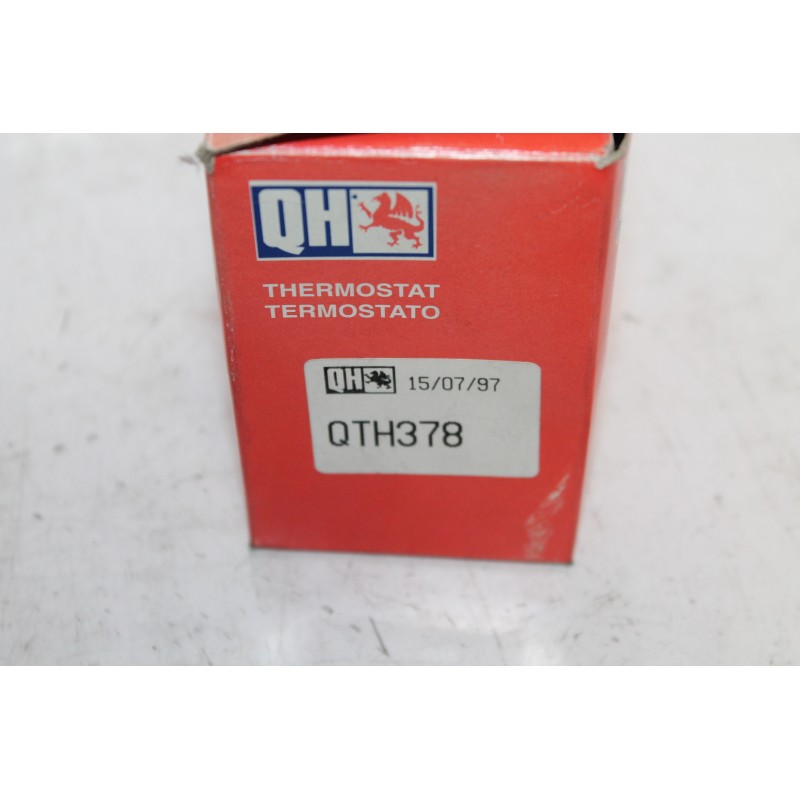 QH
THERMOSTAT
TERMOSTATO
QH 15/07/97
QTH378